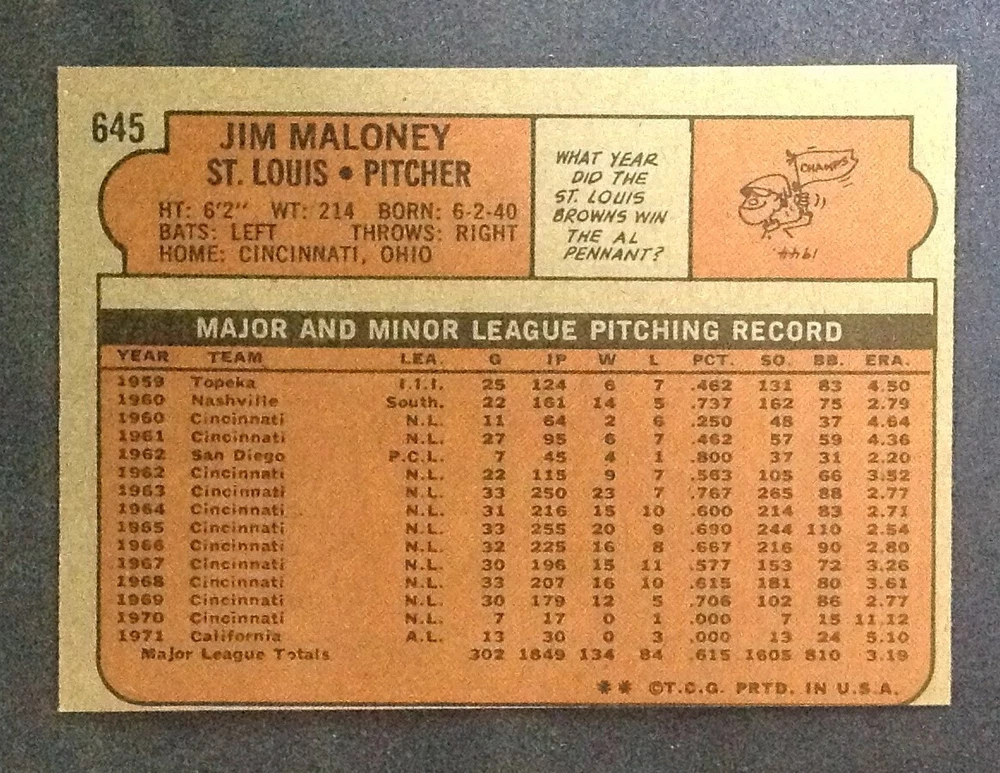 645
JIM MALONEY
ST. LOUIS • PITCHER
HT: 6'2" WT: 214 BORN: 6-2-40
BATS: LEFT THROWS: RIGHT
HOME: CINCINNATI, OHIO
WHAT YEAR
DID THE
ST. LOUIS
BROWNS WIN
THE AL
PENNANT?
CHAMPS
1944.
MAJOR AND MINOR LEAGUE PITCHING RECORD
YEAR TEAM LEA. G IP W L PCT. SO. BB. ERA.
1959 Topeka I.I.I. 25 124 6 7 .462 131 83 4.50
1960 Nashville South. 22 161 14 5 .737 162 75 2.79
1960 Cincinnati N.L. 11 64 2 6 .250 48 37 4.64
1961 Cincinnati N.L. 27 95 6 7 .462 57 59 4.36
1962 San Diego P.C.L. 7 45 4 1 .800 37 31 2.20
1962 Cincinnati N.L. 22 115 9 7 .563 105 66 3.52
1963 Cincinnati N.L. 33 250 23 7 .767 265 88 2.77
1964 Cincinnati N.L. 31 216 15 10 .600 214 83 2.71
1965 Cincinnati N.L. 33 255 20 9 .690 244 110 2.54
1966 Cincinnati N.L. 32 225 16 8 .667 216 90 2.80
1967 Cincinnati N.L. 30 196 15 11 .577 153 72 3.26
1968 Cincinnati N.L. 33 207 16 10 .615 181 80 3.61
1969 Cincinnati N.L. 30 179 12 5 .706 102 86 2.77
1970 Cincinnati N.L. 7 17 0 1 .000 7 15 11.12
1971 California A.L. 13 30 0 3 .000 13 24 5.10
Major League Totals 302 1849 134 84 .615 1605 810 3.19
** ©T.C.G. PRTD. IN U.S.A.